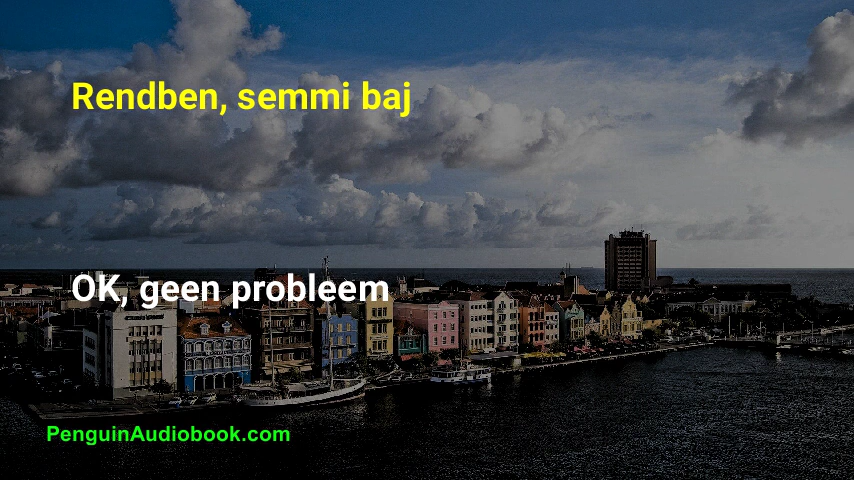 Rendben, semmi baj
OK, geen probleem
PenguinAudiobook.com